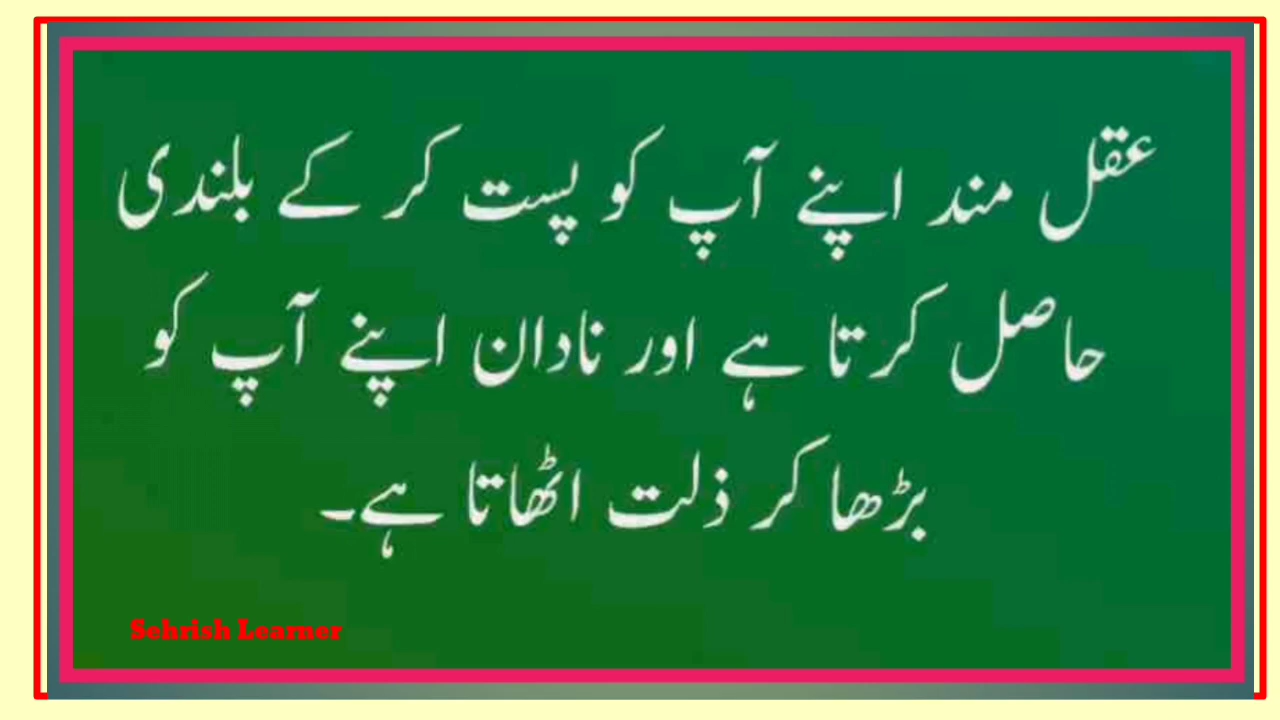 عقل مند اپنے آپ کو پست کر کے بلندی
حاصل کرتا ہے اور نادان اپنے آپ کو
بڑھا کر ذلت اٹھاتا ہے۔
Sehrish Learner